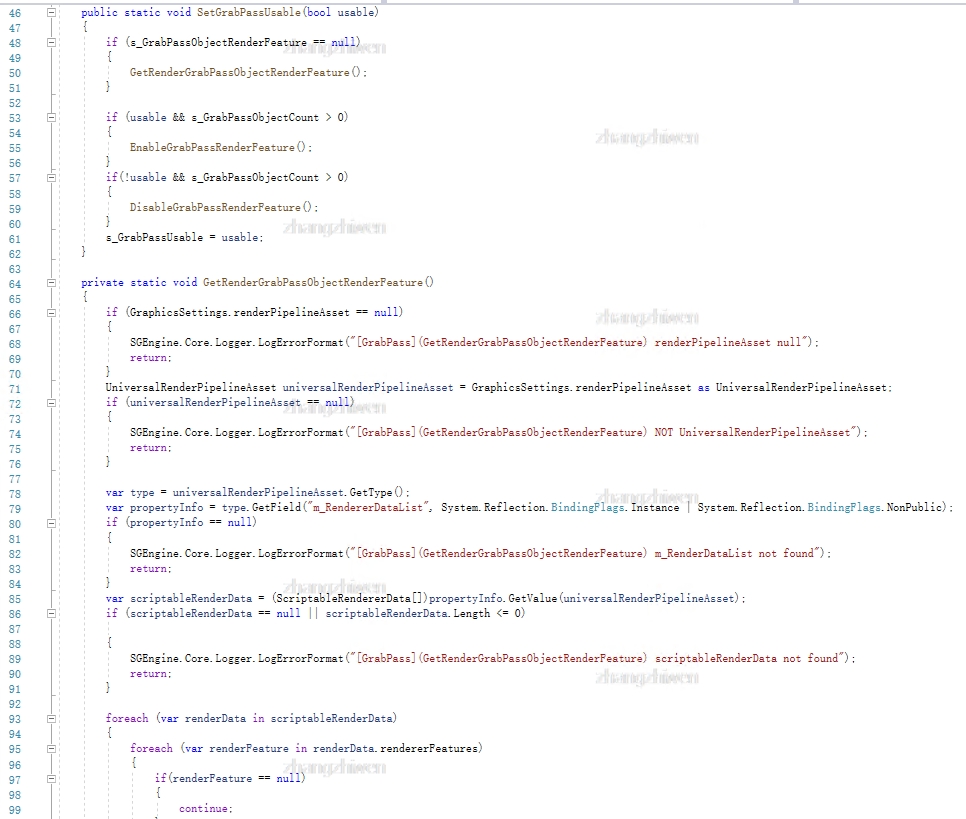 46 public static void SetGrabPassUsable(bool usable)
47 {
48 if (s_GrabPassObjectRenderFeature == null)
49 {
50 GetRenderGrabPassObjectRenderFeature();
51 }
52
53 if (usable && s_GrabPassObjectCount > 0)
54 {
55 EnableGrabPassRenderFeature();
56 }
57 if(!usable && s_GrabPassObjectCount > 0)
58 {
59 DisableGrabPassRenderFeature();
60 }
61 s_GrabPassUsable = usable;
62 }
63
64 private static void GetRenderGrabPassObjectRenderFeature()
65 {
66 if (GraphicsSettings.renderPipelineAsset == null)
67 {
68 SGEngine.Core.Logger.LogErrorFormat("[GrabPass](GetRenderGrabPassObjectRenderFeature) renderPipelineAsset null");
69 return;
70 }
71 UniversalRenderPipelineAsset universalRenderPipelineAsset = GraphicsSettings.renderPipelineAsset as UniversalRenderPipelineAsset;
72 if (universalRenderPipelineAsset == null)
73 {
74 SGEngine.Core.Logger.LogErrorFormat("[GrabPass](GetRenderGrabPassObjectRenderFeature) NOT UniversalRenderPipelineAsset");
75 return;
76 }
77
78 var type = universalRenderPipelineAsset.GetType();
79 var propertyInfo = type.GetField("m_RendererDataList", System.Reflection.BindingFlags.Instance | System.Reflection.BindingFlags.NonPublic);
80 if (propertyInfo == null)
81 {
82 SGEngine.Core.Logger.LogErrorFormat("[GrabPass](GetRenderGrabPassObjectRenderFeature) m_RenderDataList not found");
83 return;
84 }
85 var scriptableRenderData = (ScriptableRendererData[])propertyInfo.GetValue(universalRenderPipelineAsset);
86 if (scriptableRenderData == null || scriptableRenderData.Length <= 0)
87
88 {
89 SGEngine.Core.Logger.LogErrorFormat("[GrabPass](GetRenderGrabPassObjectRenderFeature) scriptableRenderData not found");
90 return;
91 }
92
93 foreach (var renderData in scriptableRenderData)
94 {
95 foreach (var renderFeature in renderData.rendererFeatures)
96 {
97 if(renderFeature == null)
98 {
99 continue;